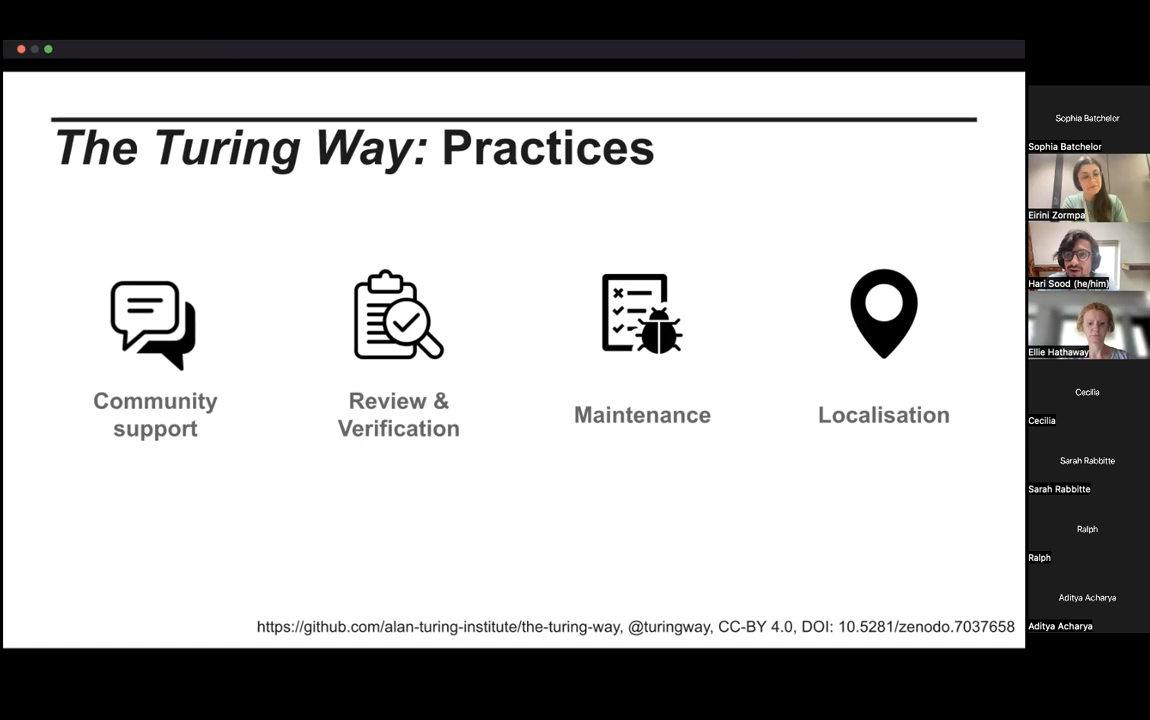 The Turing Way: Practices
Community
support
Review &
Verification
Maintenance
Localisation
https://github.com/alan-turing-institute/the-turing-way, @turingway, CC-BY 4.0, DOI: 10.5281/zenodo.7037658
Sophia Batchelor
Sophia Batchelor
Eirini Zormpa
Hari Sood (he/him)
Ellie Hathaway
Cecilia
Cecilia
Sarah Rabbitte
Sarah Rabbitte
Ralph
Ralph
Aditya Acharya
Aditya Acharya